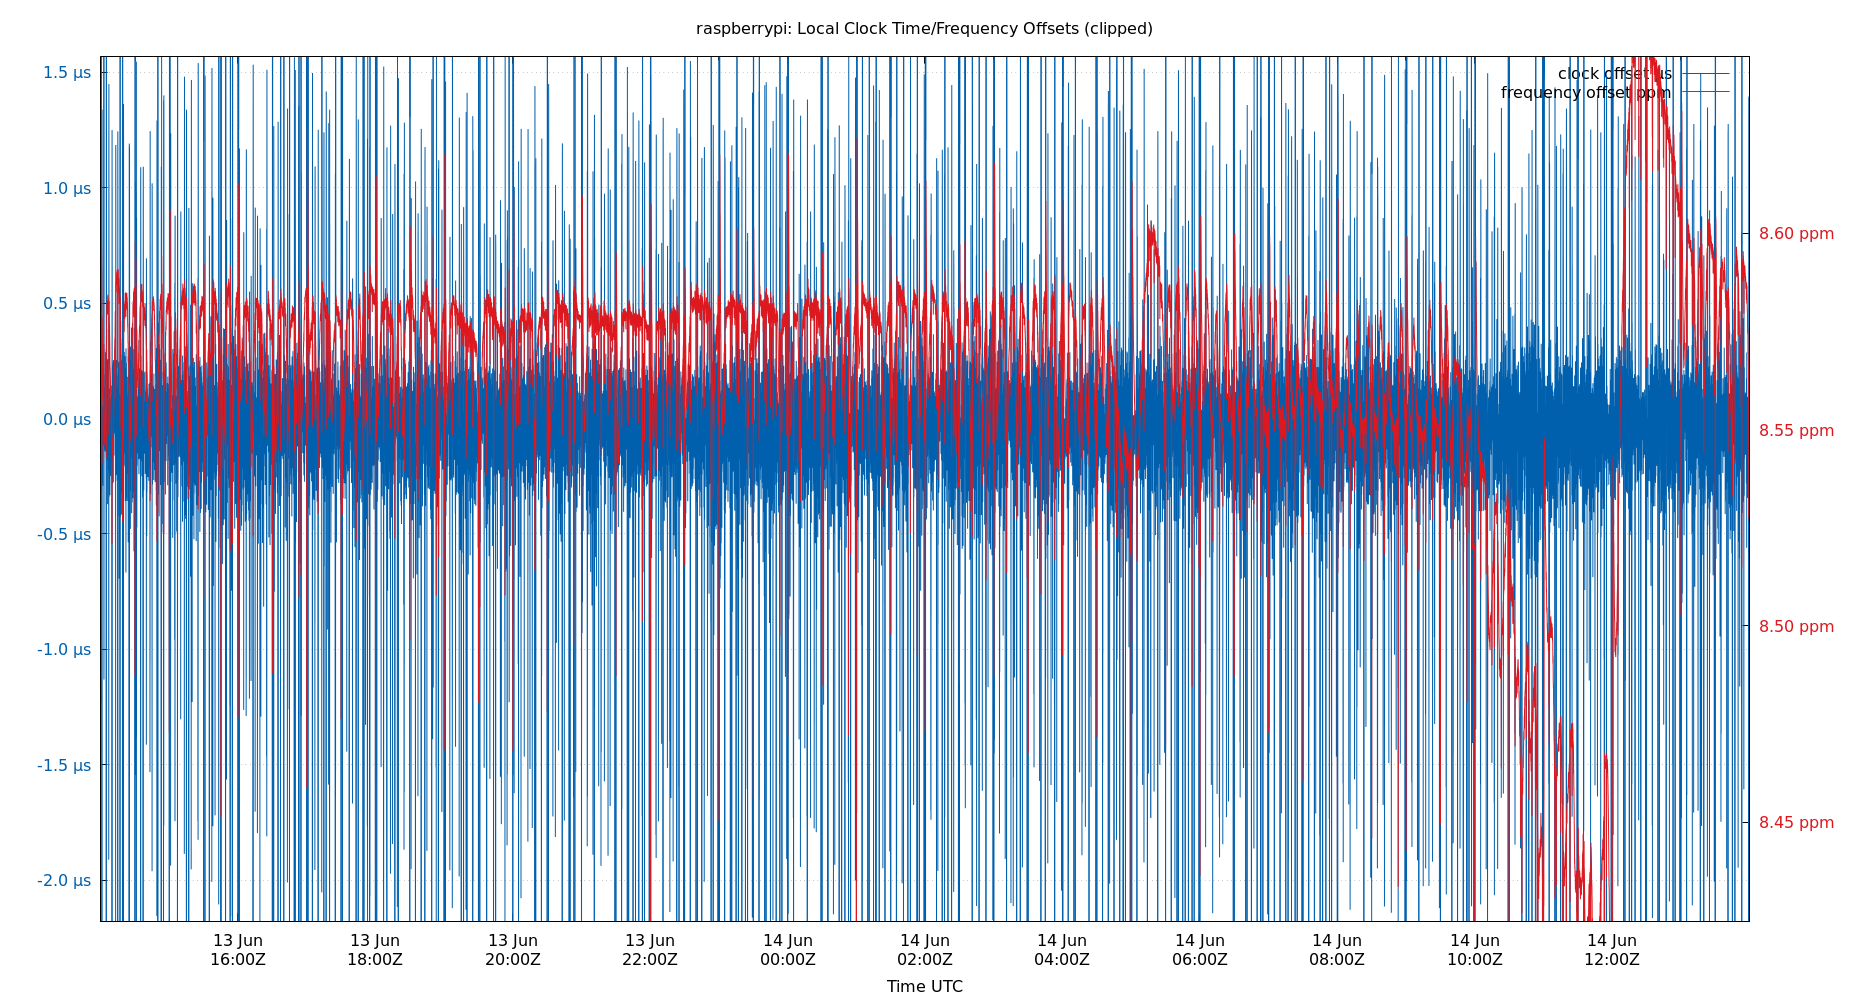 raspberrypi: Local Clock Time/Frequency Offsets (clipped)
clock offset µs
frequency offset ppm
1.5 µs
1.0 µs
0.5 µs
0.0 µs
-0.5 µs
-1.0 µs
-1.5 µs
-2.0 µs
8.60 ppm
8.55 ppm
8.50 ppm
8.45 ppm
13 Jun 13 Jun 13 Jun 13 Jun 14 Jun 14 Jun 14 Jun 14 Jun 14 Jun 14 Jun 14 Jun
16:00Z 18:00Z 20:00Z 22:00Z 00:00Z 02:00Z 04:00Z 06:00Z 08:00Z 10:00Z 12:00Z
Time UTC